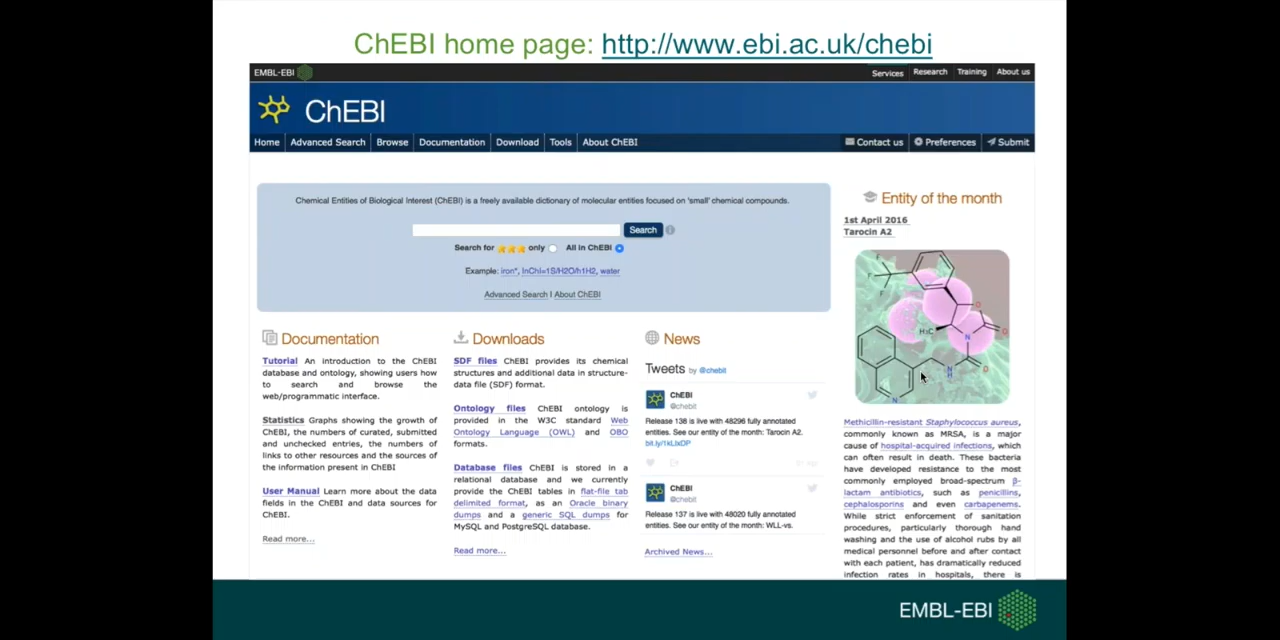 ChEBI home page: http://www.ebi.ac.uk/chebi
EMBL-EBI
Services Research Training About us
ChEBI
Home Advanced Search Browse Documentation Download Tools About ChEBI Contact us Preferences Submit
Chemical Entities of Biological Interest (ChEBI) is a freely available dictionary of molecular entities focused on 'small' chemical compounds.
Search
Search for only All in ChEBI
Example: iron*, InChI=1S/H2O/h1H2, water
Advanced Search | About ChEBI
Documentation
Tutorial An introduction to the ChEBI
database and ontology, showing users how
to search and browse the
web/programmatic interface.
Statistics Graphs showing the growth of
ChEBI, the numbers of curated, submitted
and unchecked entries, the numbers of
links to other resources and the sources of
the information present in ChEBI
User Manual Learn more about the data
fields in the ChEBI and data sources for
ChEBI.
Read more...
Downloads
SDF files ChEBI provides its chemical
structures and additional data in structure-
data file (SDF) format.
Ontology files ChEBI ontology is
provided in the W3C standard Web
Ontology Language (OWL) and OBO
formats.
Database files ChEBI is stored in a
relational database and we currently
provide the ChEBI tables in flat-file tab
delimited format, as an Oracle binary
dumps and a generic SQL dumps for
MySQL and PostgreSQL database.
Read more...
News
Tweets by @chebit
ChEBI
@chebit
Release 138 is live with 48296 fully annotated
entities. See our entity of the month: Tarocin A2.
ChEBI
@chebit
Release 137 is live with 48020 fully annotated
entities. See our entity of the month: WLL-vs.
Archived News...
Entity of the month
1st April 2016
Tarocin A2
F
F
F
O
O
H₃C
N
O
N
H
N
Methicillin-resistant Staphylococcus aureus,
commonly known as MRSA, is a major
cause of hospital-acquired infections, which
can often result in death. These bacteria
have developed resistance to the most
commonly employed broad-spectrum β-
lactam antibiotics, such as penicillins,
cephalosporins and even carbapenems.
While strict enforcement of sanitation
procedures, particularly thorough hand
washing and the use of alcohol rubs by all
medical personnel before and after contact
with each patient, has dramatically reduced
infection rates in hospitals, there is
EMBL-EBI